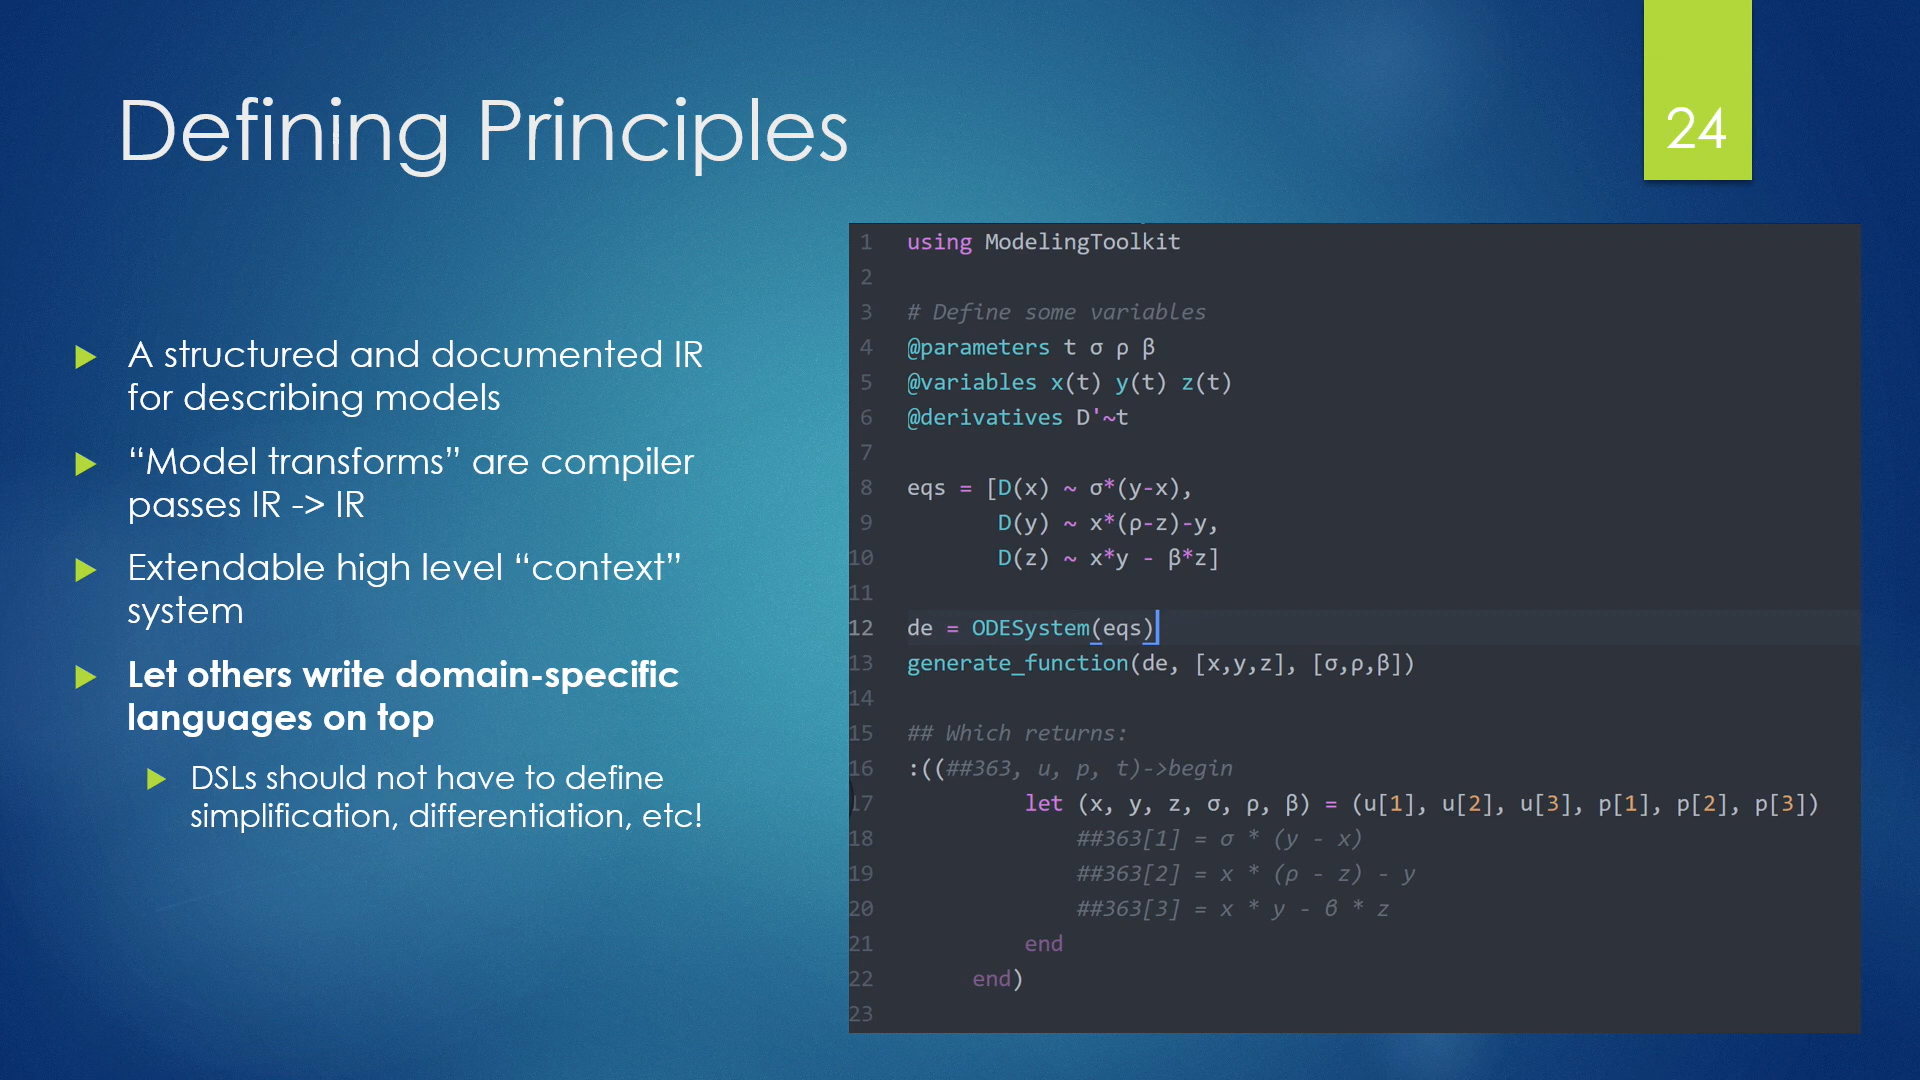 Defining Principles
24
A structured and documented IR
for describing models
“Model transforms” are compiler
passes IR -> IR
Extendable high level “context”
system
Let others write domain-specific
languages on top
DSLs should not have to define
simplification, differentiation, etc!
1 using ModelingToolkit
2
3 # Define some variables
4 @parameters t σ ρ β
5 @variables x(t) y(t) z(t)
6 @derivatives D'~t
7
8 eqs = [D(x) ~ σ*(y-x),
9 D(y) ~ x*(ρ-z)-y,
10 D(z) ~ x*y - β*z]
11
12 de = ODESystem(eqs)
13 generate_function(de, [x,y,z], [σ,ρ,β])
14
15 ## Which returns:
16 :((##363, u, p, t)->begin
17 let (x, y, z, σ, ρ, β) = (u[1], u[2], u[3], p[1], p[2], p[3])
18 ##363[1] = σ * (y - x)
19 ##363[2] = x * (ρ - z) - y
20 ##363[3] = x * y - β * z
21 end
22 end)
23